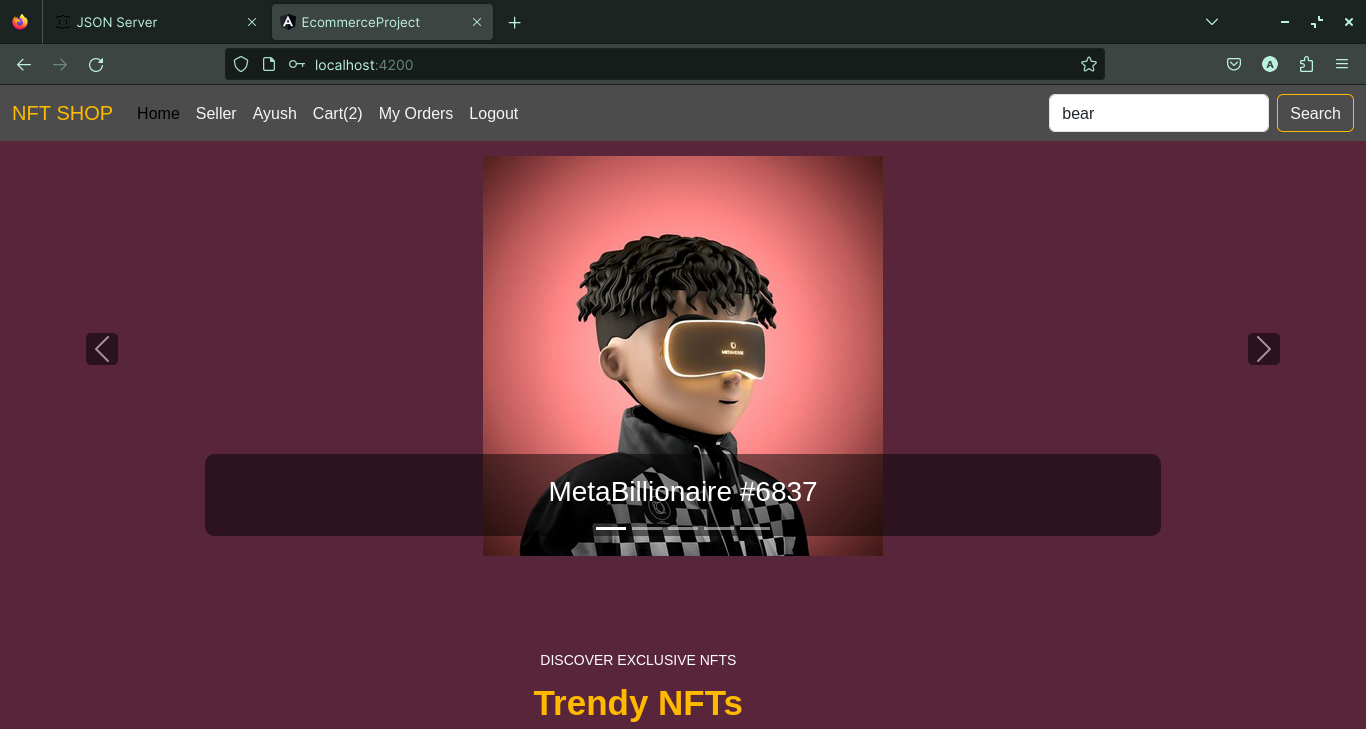 JSON Server
EcommerceProject
localhost:4200
NFT SHOP Home Seller Ayush Cart(2) My Orders Logout bear Search
METAVERSE
MetaBillionaire #6837
DISCOVER EXCLUSIVE NFTS
Trendy NFTs